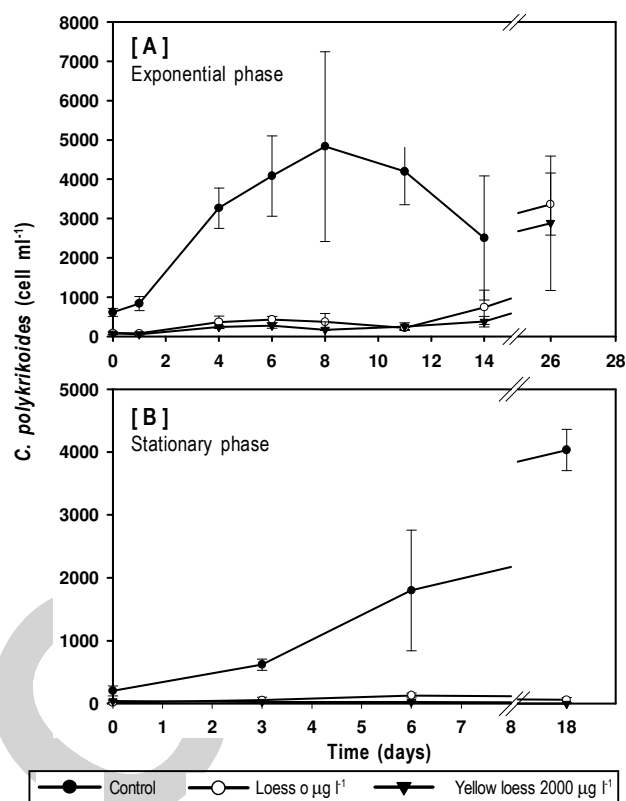 [ A ]
Exponential phase
8000
7000
6000
5000
4000
3000
2000
1000
0
0 2 4 6 8 10 12 14 26 28
C. polykrikoides (cell ml-1)
[ B ]
Stationary phase
5000
4000
3000
2000
1000
0
0 1 2 3 4 5 6 7 8 18
Time (days)
Control Loess o µg l-1 Yellow loess 2000 µg l-1